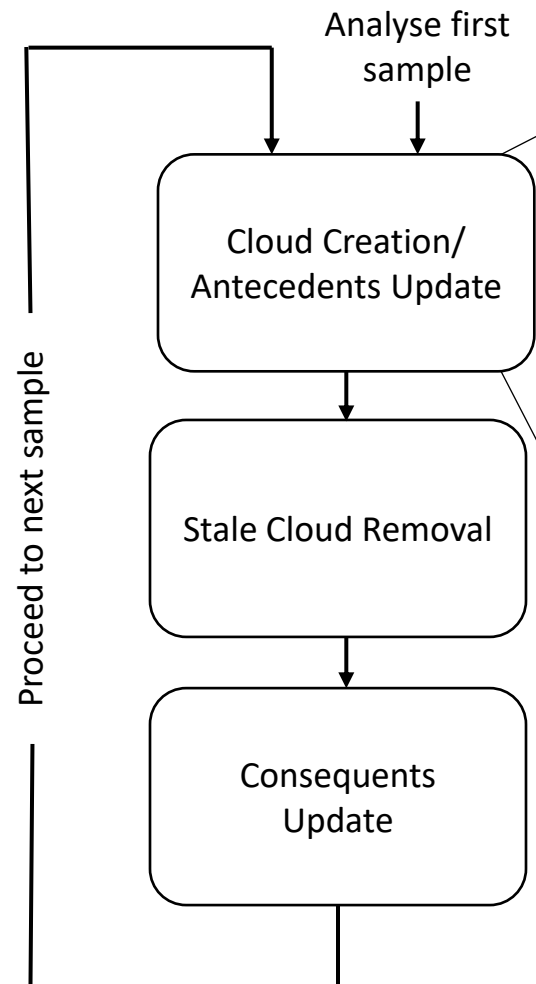 Analyse first
sample
Cloud Creation/
Antecedents Update
Proceed to next sample
Stale Cloud Removal
Consequents
Update